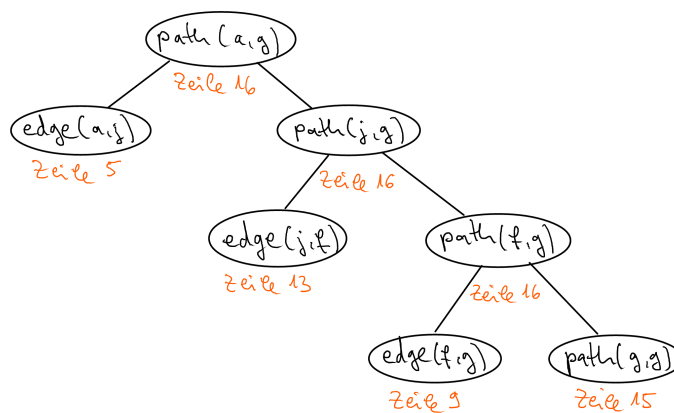 path(a,g)
Zeile 16
edge(a,j)
Zeile 5
path(j,g)
Zeile 16
edge(j,f)
Zeile 13
path(f,g)
Zeile 16
edge(f,g)
Zeile 9
path(g,g)
Zeile 15